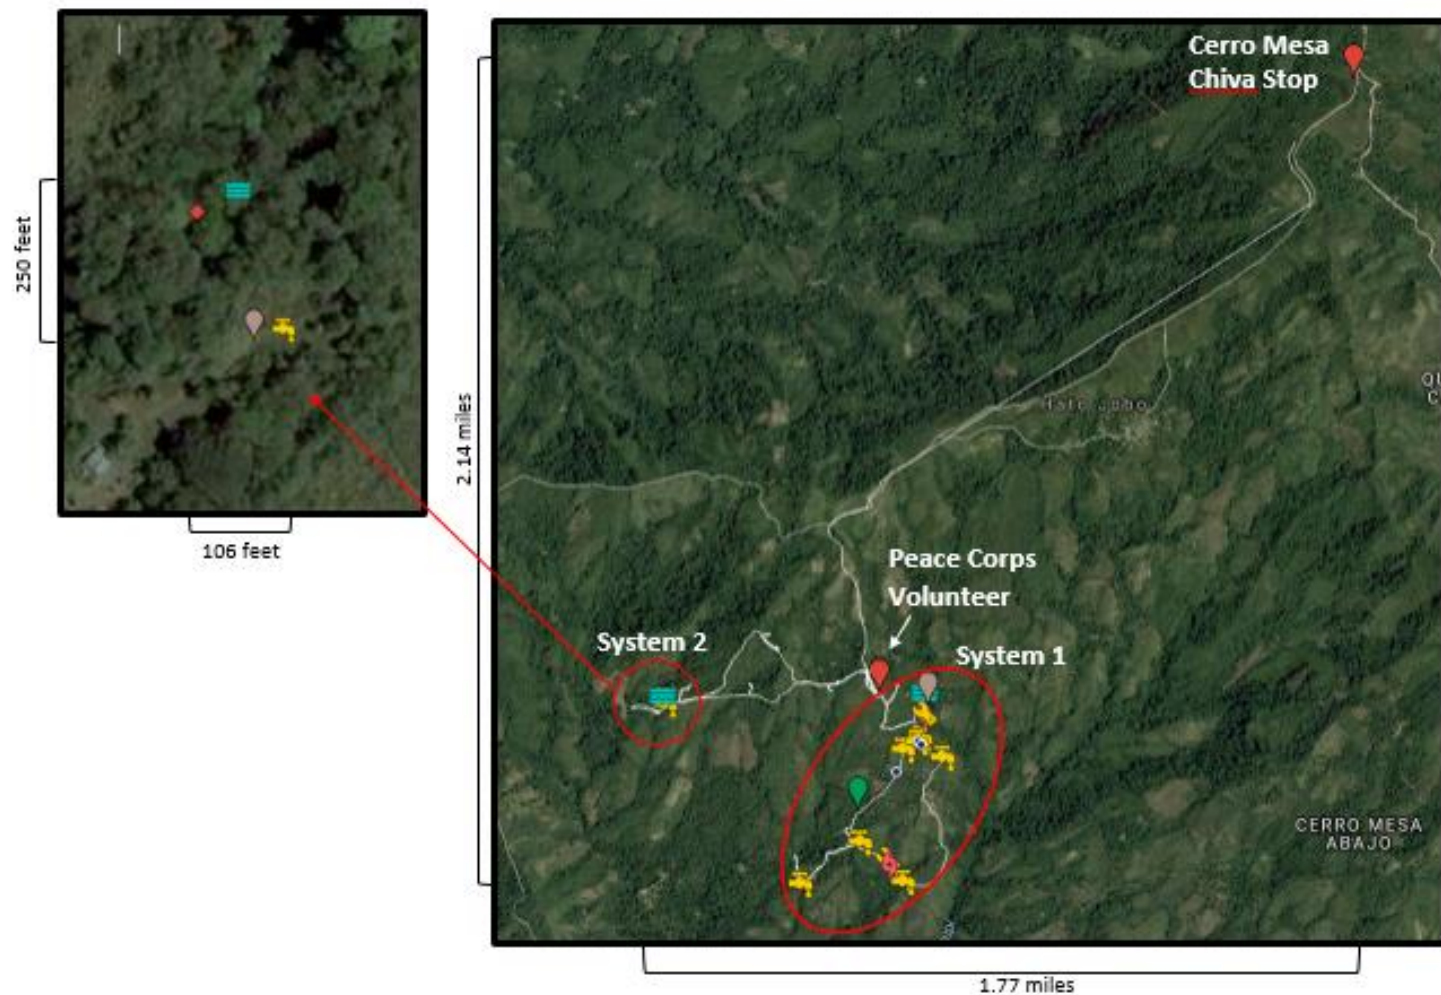 250 feet
106 feet
2.14 miles
Cerro Mesa
Chiva Stop
Peace Corps
Volunteer
System 2
System 1
CERRO MESA
ABAJO
1.77 miles